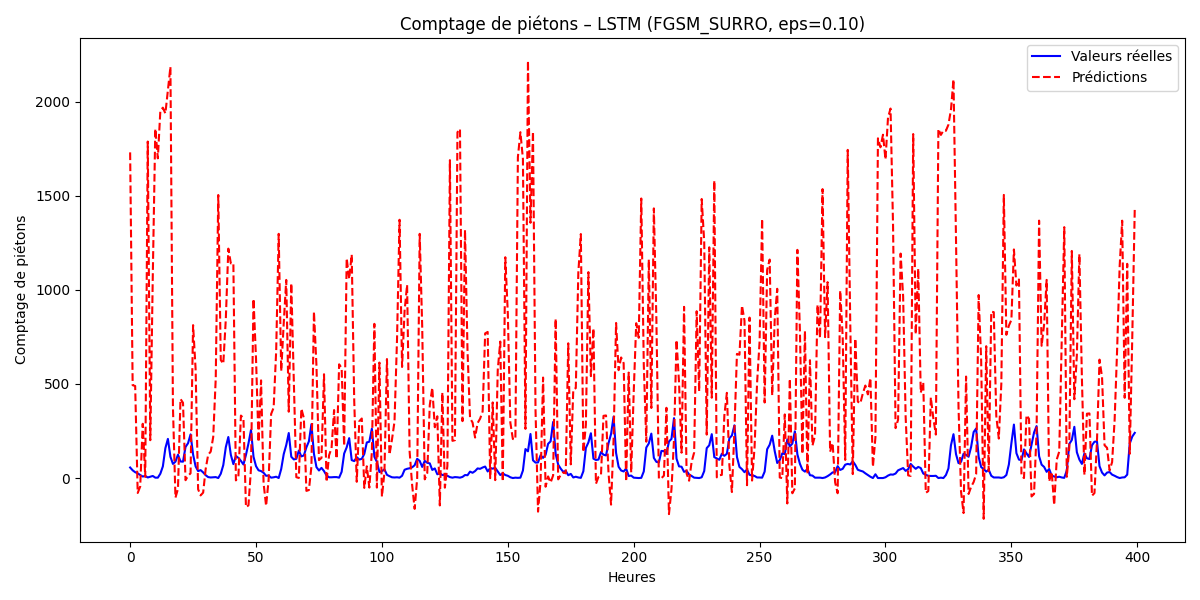 Comptage de piétons – LSTM (FGSM_SURRO, eps=0.10)
Valeurs réelles
Prédictions
Comptage de piétons
2000
1500
1000
500
0
0 50 100 150 200 250 300 350 400
Heures